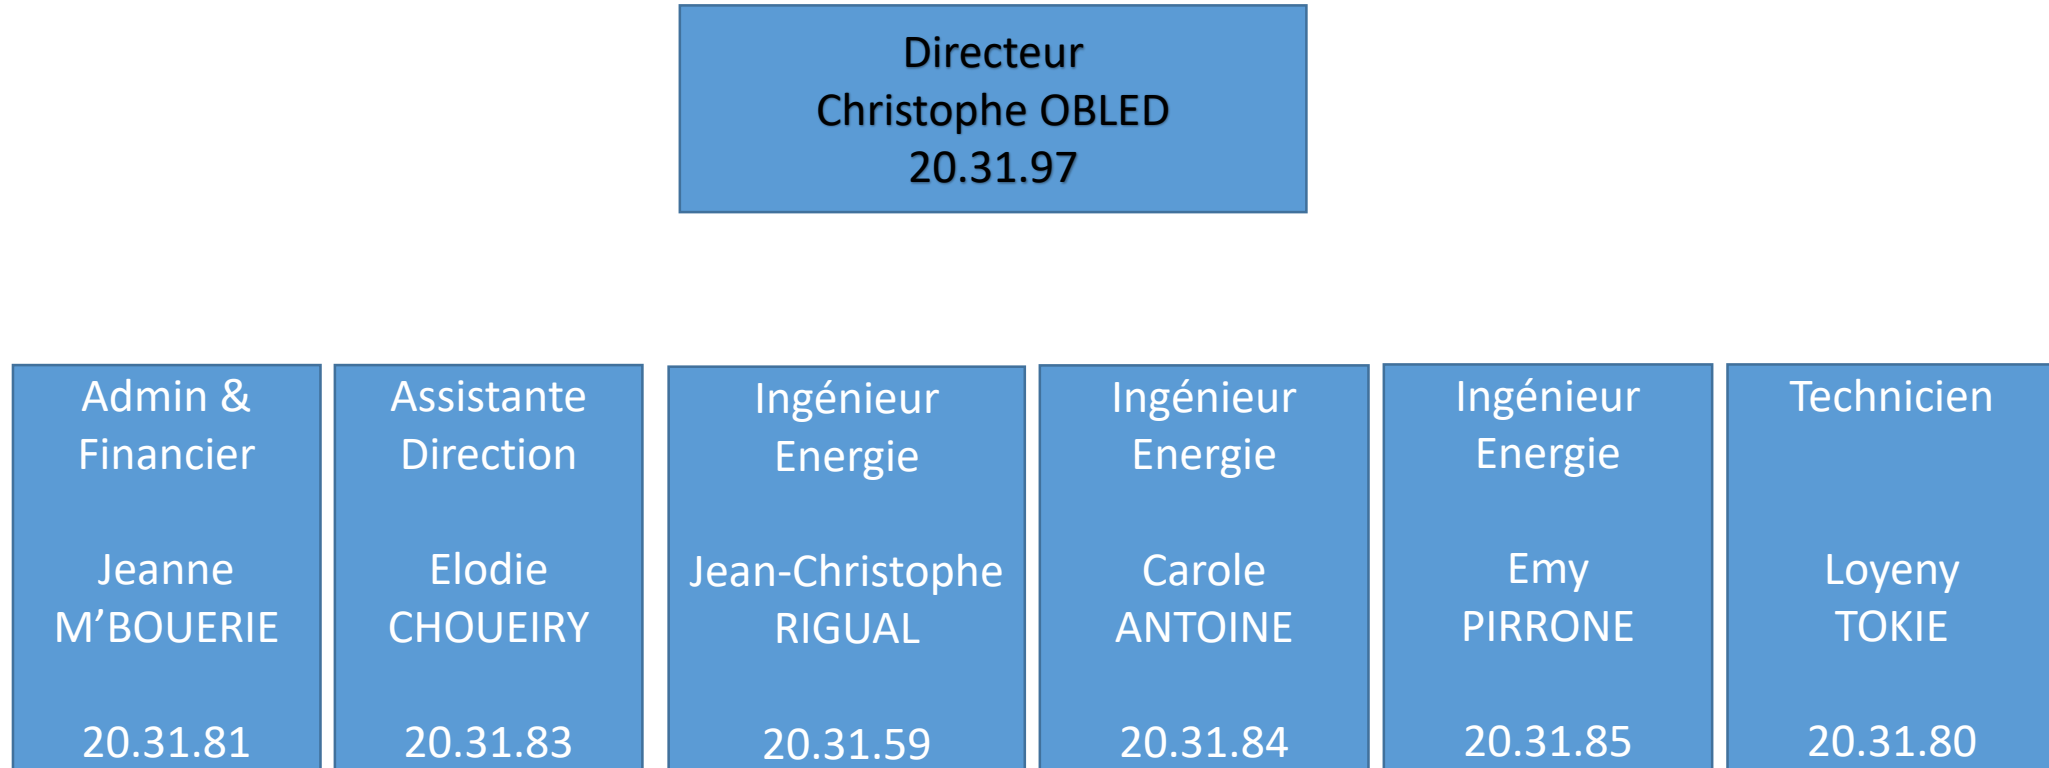 Directeur
Christophe OBLED
20.31.97
Admin &
Financier
Jeanne
M’BOUERIE
20.31.81
Assistante
Direction
Elodie
CHOUEIRY
20.31.83
Ingénieur
Energie
Jean-Christophe
RIGUAL
20.31.59
Ingénieur
Energie
Carole
ANTOINE
20.31.84
Ingénieur
Energie
Emy
PIRRONE
20.31.85
Technicien
Loyeny
TOKIE
20.31.80